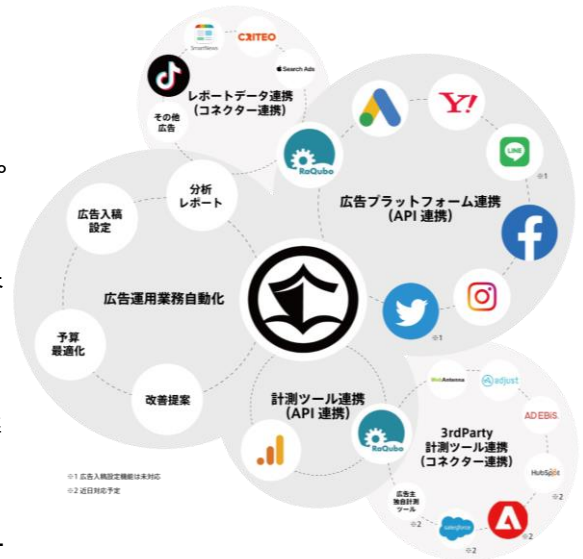 SmartNews
CRITEO
Search Ads
レポートデータ連携
(コネクター連携)
その他
広告
RaQubo
Y!
LINE
※1
広告プラットフォーム連携
(API 連携)
分析
レポート
広告入稿
設定
広告運用業務自動化
予算
最適化
改善提案
※1
計測ツール連携
(API 連携)
RaQubo
WebAntenna
adjust
AD EBiS
3rdParty
計測ツール連携
(コネクター連携)
HubSpot
※2
広告主
独自計測
ツール
※2
salesforce
※2
※2
※1 広告入稿設定機能は未対応
※2 近日対応予定